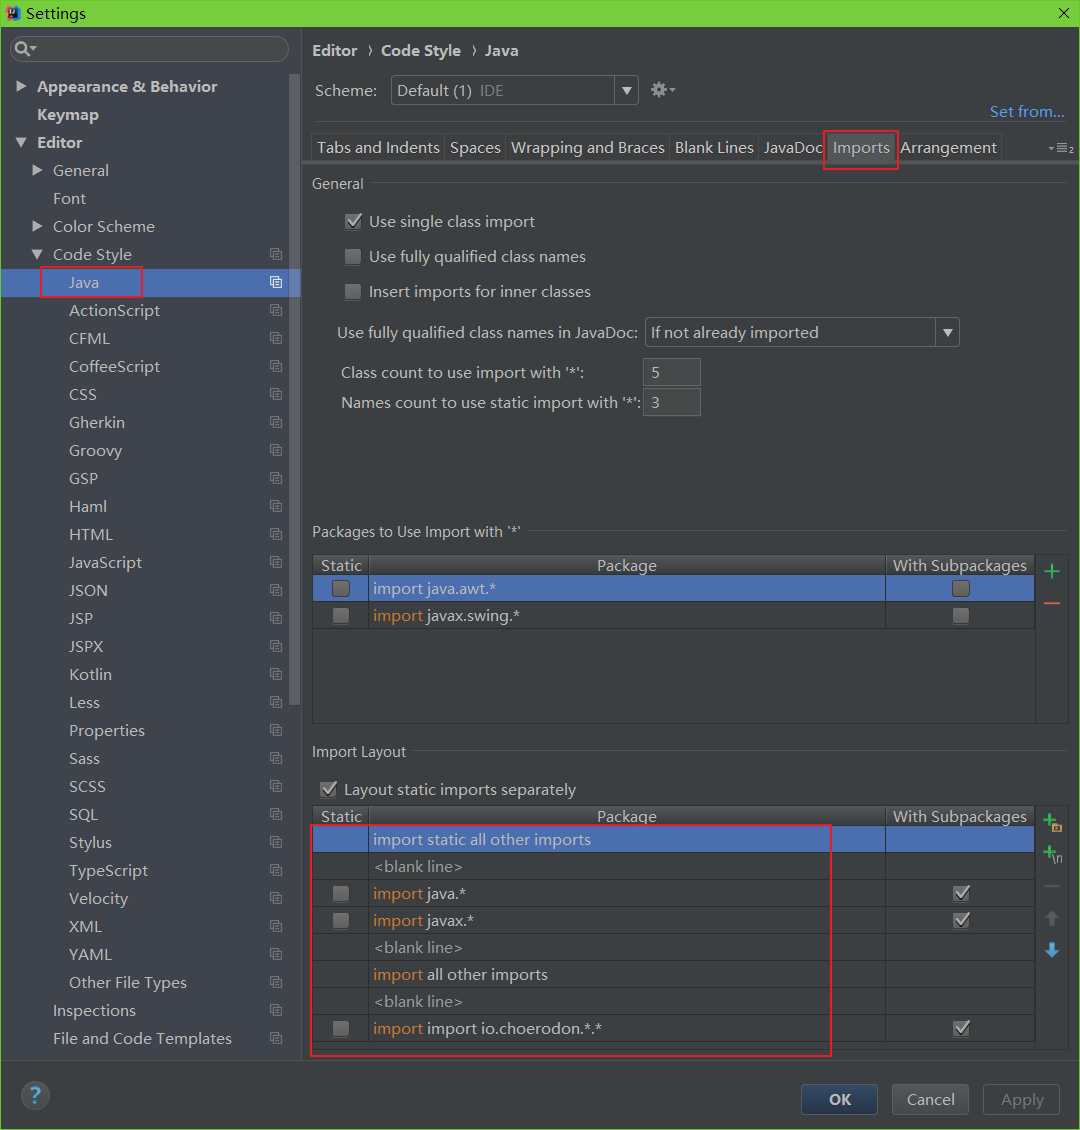 Settings
Appearance & Behavior
Keymap
Editor
General
Font
Color Scheme
Code Style
Java
ActionScript
CFML
CoffeeScript
CSS
Gherkin
Groovy
GSP
Haml
HTML
JavaScript
JSON
JSP
JSPX
Kotlin
Less
Properties
Sass
SCSS
SQL
Stylus
TypeScript
Velocity
XML
YAML
Other File Types
Inspections
File and Code Templates
Editor › Code Style › Java
Scheme: Default (1) IDE
Set from...
Tabs and Indents Spaces Wrapping and Braces Blank Lines JavaDoc Imports Arrangement 2
General
Use single class import
Use fully qualified class names
Insert imports for inner classes
Use fully qualified class names in JavaDoc: If not already imported
Class count to use import with '*': 5
Names count to use static import with '*': 3
Packages to Use Import with '*'
Static Package With Subpackages
import java.awt.*
import javax.swing.*
Import Layout
Layout static imports separately
Static Package With Subpackages
import static all other imports
<blank line>
import java.*
import javax.*
<blank line>
import all other imports
<blank line>
import import io.choerodon.*.*
\n
? OK Cancel Apply